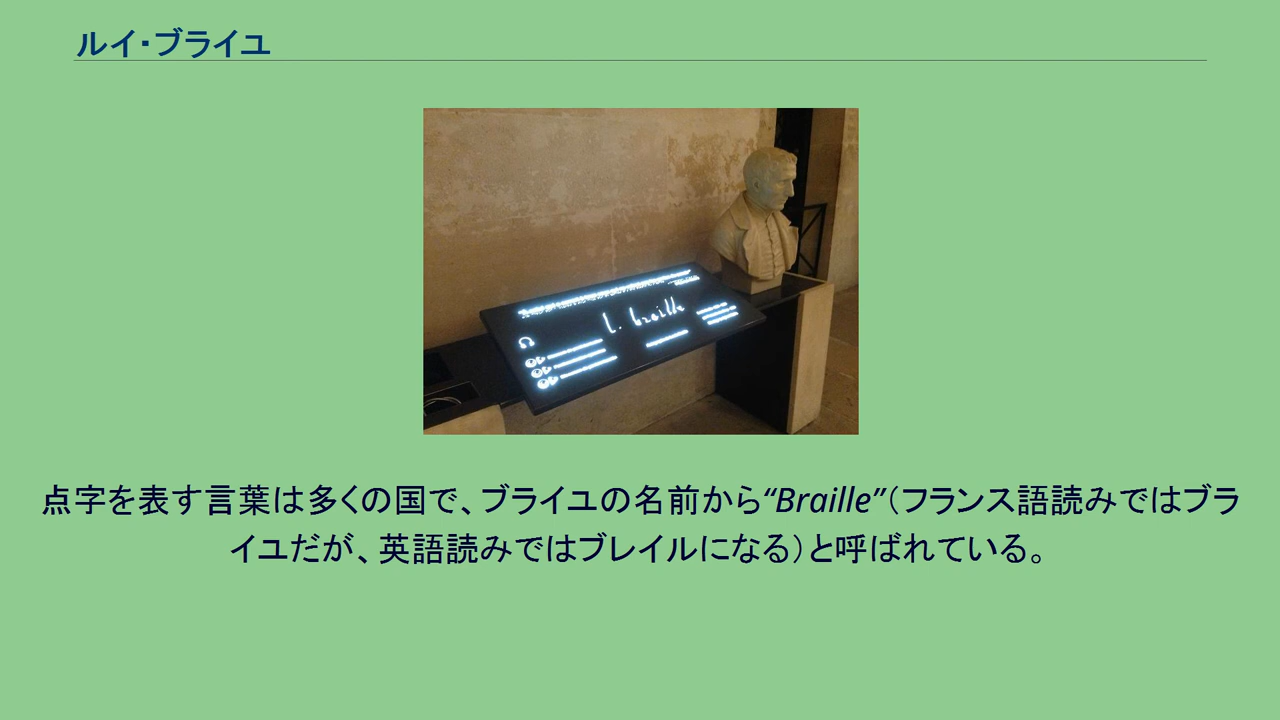 ルイ・ブライユ
L. braille
点字を表す言葉は多くの国で、ブライユの名前から“Braille”（フランス語読みではブラ
イユだが、英語読みではブレイルになる）と呼ばれている。